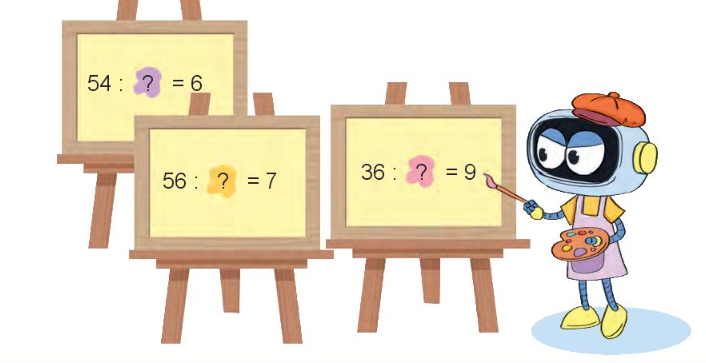 54 : ? = 6
56 : ? = 7
36 : ? = 9